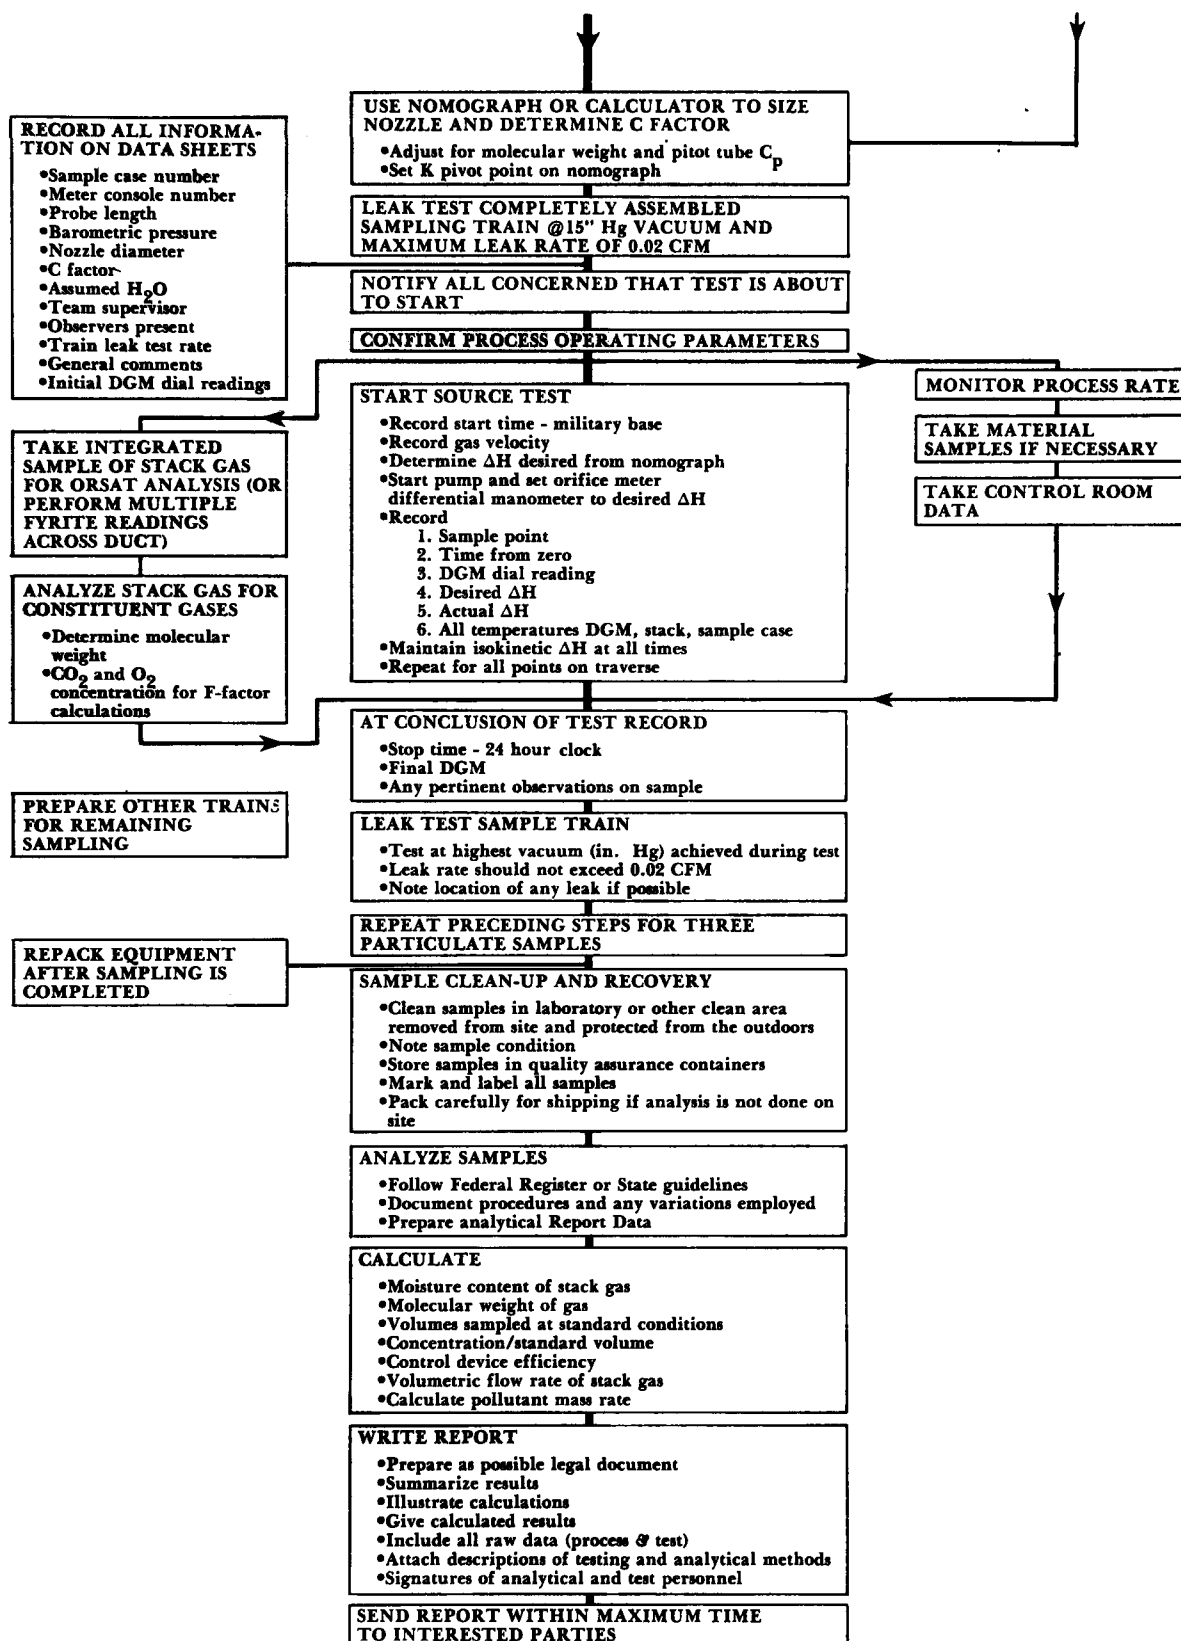 USE NOMOGRAPH OR CALCULATOR TO SIZE
NOZZLE AND DETERMINE C FACTOR
•Adjust for molecular weight and pitot tube Cp
•Set K pivot point on nomograph
RECORD ALL INFORMA-
TION ON DATA SHEETS
•Sample case number
•Meter console number
•Probe length
•Barometric pressure
•Nozzle diameter
•C factor
•Assumed H2O
•Team supervisor
•Observers present
•Train leak test rate
•General comments
•Initial DGM dial readings
LEAK TEST COMPLETELY ASSEMBLED
SAMPLING TRAIN @15" Hg VACUUM AND
MAXIMUM LEAK RATE OF 0.02 CFM
NOTIFY ALL CONCERNED THAT TEST IS ABOUT
TO START
CONFIRM PROCESS OPERATING PARAMETERS
MONITOR PROCESS RATE
TAKE MATERIAL
SAMPLES IF NECESSARY
TAKE CONTROL ROOM
DATA
START SOURCE TEST
•Record start time - military base
•Record gas velocity
•Determine ΔH desired from nomograph
•Start pump and set orifice meter
differential manometer to desired ΔH
•Record
1. Sample point
2. Time from zero
3. DGM dial reading
4. Desired ΔH
5. Actual ΔH
6. All temperatures DGM, stack, sample case
•Maintain isokinetic ΔH at all times
•Repeat for all points on traverse
TAKE INTEGRATED
SAMPLE OF STACK GAS
FOR ORSAT ANALYSIS (OR
PERFORM MULTIPLE
FYRITE READINGS
ACROSS DUCT)
ANALYZE STACK GAS FOR
CONSTITUENT GASES
•Determine molecular
weight
•CO2 and O2
concentration for F-factor
calculations
AT CONCLUSION OF TEST RECORD
•Stop time - 24 hour clock
•Final DGM
•Any pertinent observations on sample
PREPARE OTHER TRAINS
FOR REMAINING
SAMPLING
LEAK TEST SAMPLE TRAIN
•Test at highest vacuum (in. Hg) achieved during test
•Leak rate should not exceed 0.02 CFM
•Note location of any leak if possible
REPEAT PRECEDING STEPS FOR THREE
PARTICULATE SAMPLES
REPACK EQUIPMENT
AFTER SAMPLING IS
COMPLETED
SAMPLE CLEAN-UP AND RECOVERY
•Clean samples in laboratory or other clean area
removed from site and protected from the outdoors
•Note sample condition
•Store samples in quality assurance containers
•Mark and label all samples
•Pack carefully for shipping if analysis is not done on
site
ANALYZE SAMPLES
•Follow Federal Register or State guidelines
•Document procedures and any variations employed
•Prepare analytical Report Data
CALCULATE
•Moisture content of stack gas
•Molecular weight of gas
•Volumes sampled at standard conditions
•Concentration/standard volume
•Control device efficiency
•Volumetric flow rate of stack gas
•Calculate pollutant mass rate
WRITE REPORT
•Prepare as possible legal document
•Summarize results
•Illustrate calculations
•Give calculated results
•Include all raw data (process & test)
•Attach descriptions of testing and analytical methods
•Signatures of analytical and test personnel
SEND REPORT WITHIN MAXIMUM TIME
TO INTERESTED PARTIES